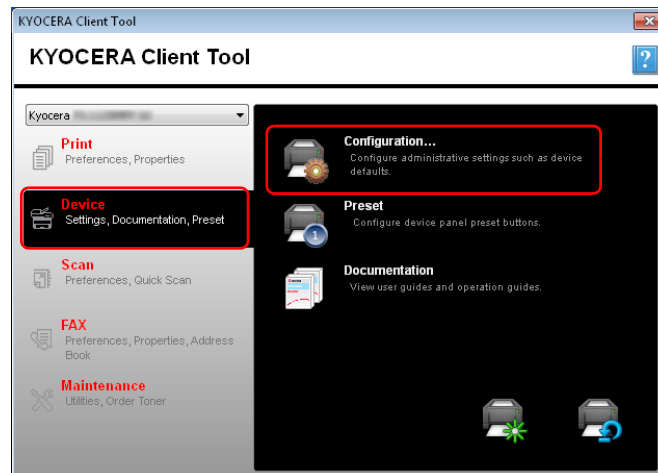 KYOCERA Client Tool
KYOCERA Client Tool
?
Kyocera
Print
Preferences, Properties
Device
Settings, Documentation, Preset
Scan
Preferences, Quick Scan
FAX
Preferences, Properties, Address
Book
Maintenance
Utilities, Order Toner
Configuration...
Configure administrative settings such as device
defaults.
Preset
Configure device panel preset buttons.
1
Documentation
View user guides and operation guides.